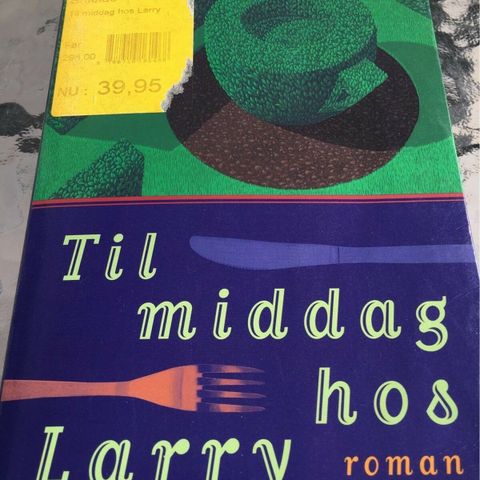 Til middag hos Larry
Før
NU: 39,95
Til
middag
hos
Larry
roman